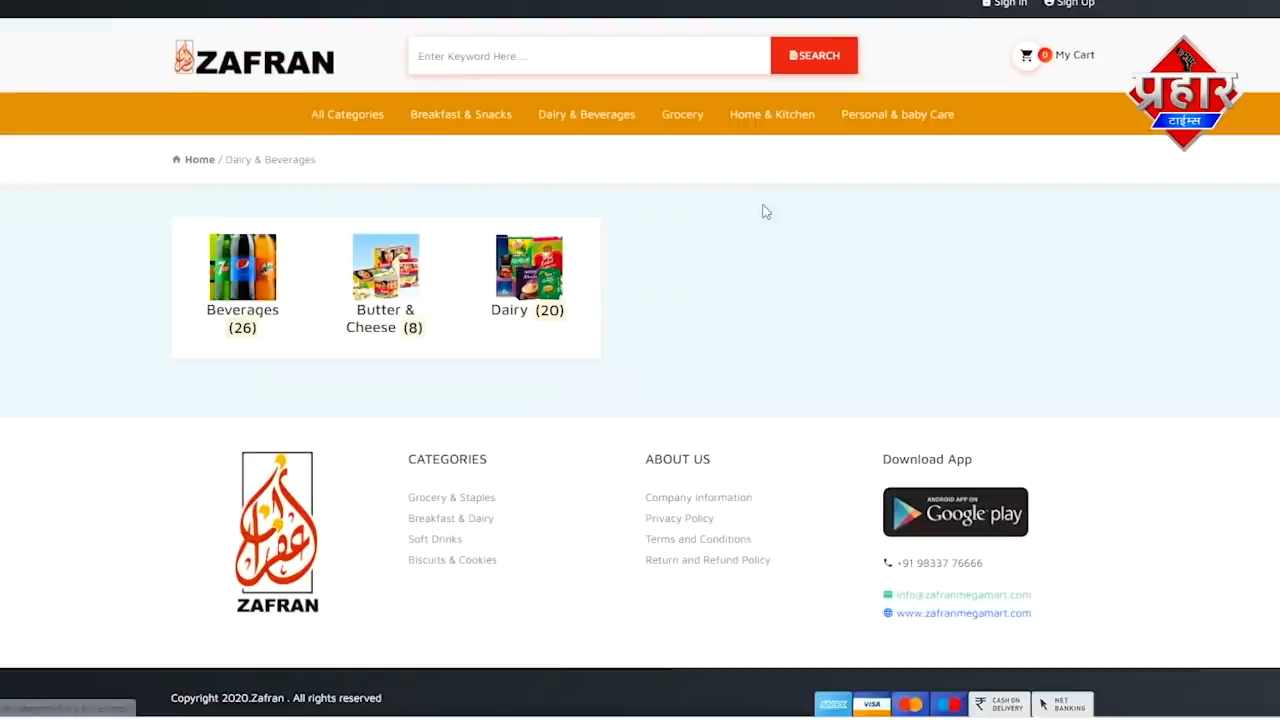 Sign In
Sign Up
ZAFRAN
Enter Keyword Here ...
SEARCH
0
My Cart
प्रहार
टाईम्स
All Categories
Breakfast & Snacks
Dairy & Beverages
Grocery
Home & Kitchen
Personal & baby Care
Home / Dairy & Beverages
Beverages
(26)
Butter &
Cheese (8)
Dairy (20)
زعفران
ZAFRAN
CATEGORIES
Grocery & Staples
Breakfast & Dairy
Soft Drinks
Biscuits & Cookies
ABOUT US
Company Information
Privacy Policy
Terms and Conditions
Return and Refund Policy
Download App
ANDROID APP ON
Google play
+91 98337 76666
info@zafranmegamart.com
www.zafranmegamart.com
Copyright 2020.Zafran . All rights reserved
AMEX
VISA
₹ CASH ON
DELIVERY
NET
BANKING